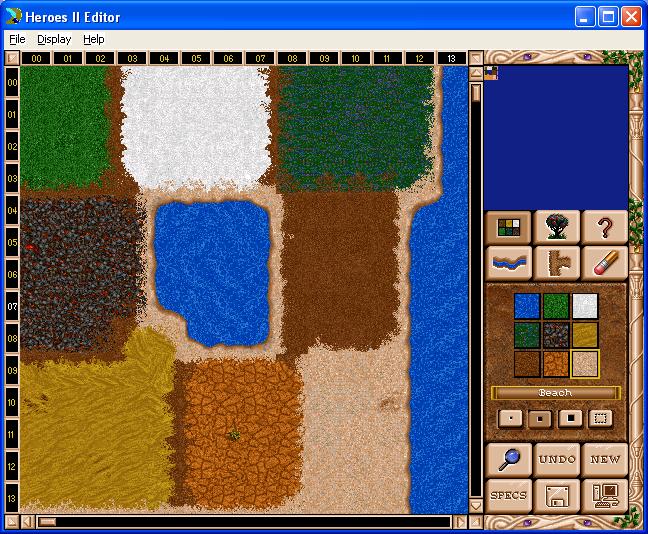 Heroes II Editor
File Display Help
00 01 02 03 04 05 06 07 08 09 10 11 12 13
00
01
02
03
04
05
06
07
08
09
10
11
12
13
?
Beach
UNDO NEW
SPECS